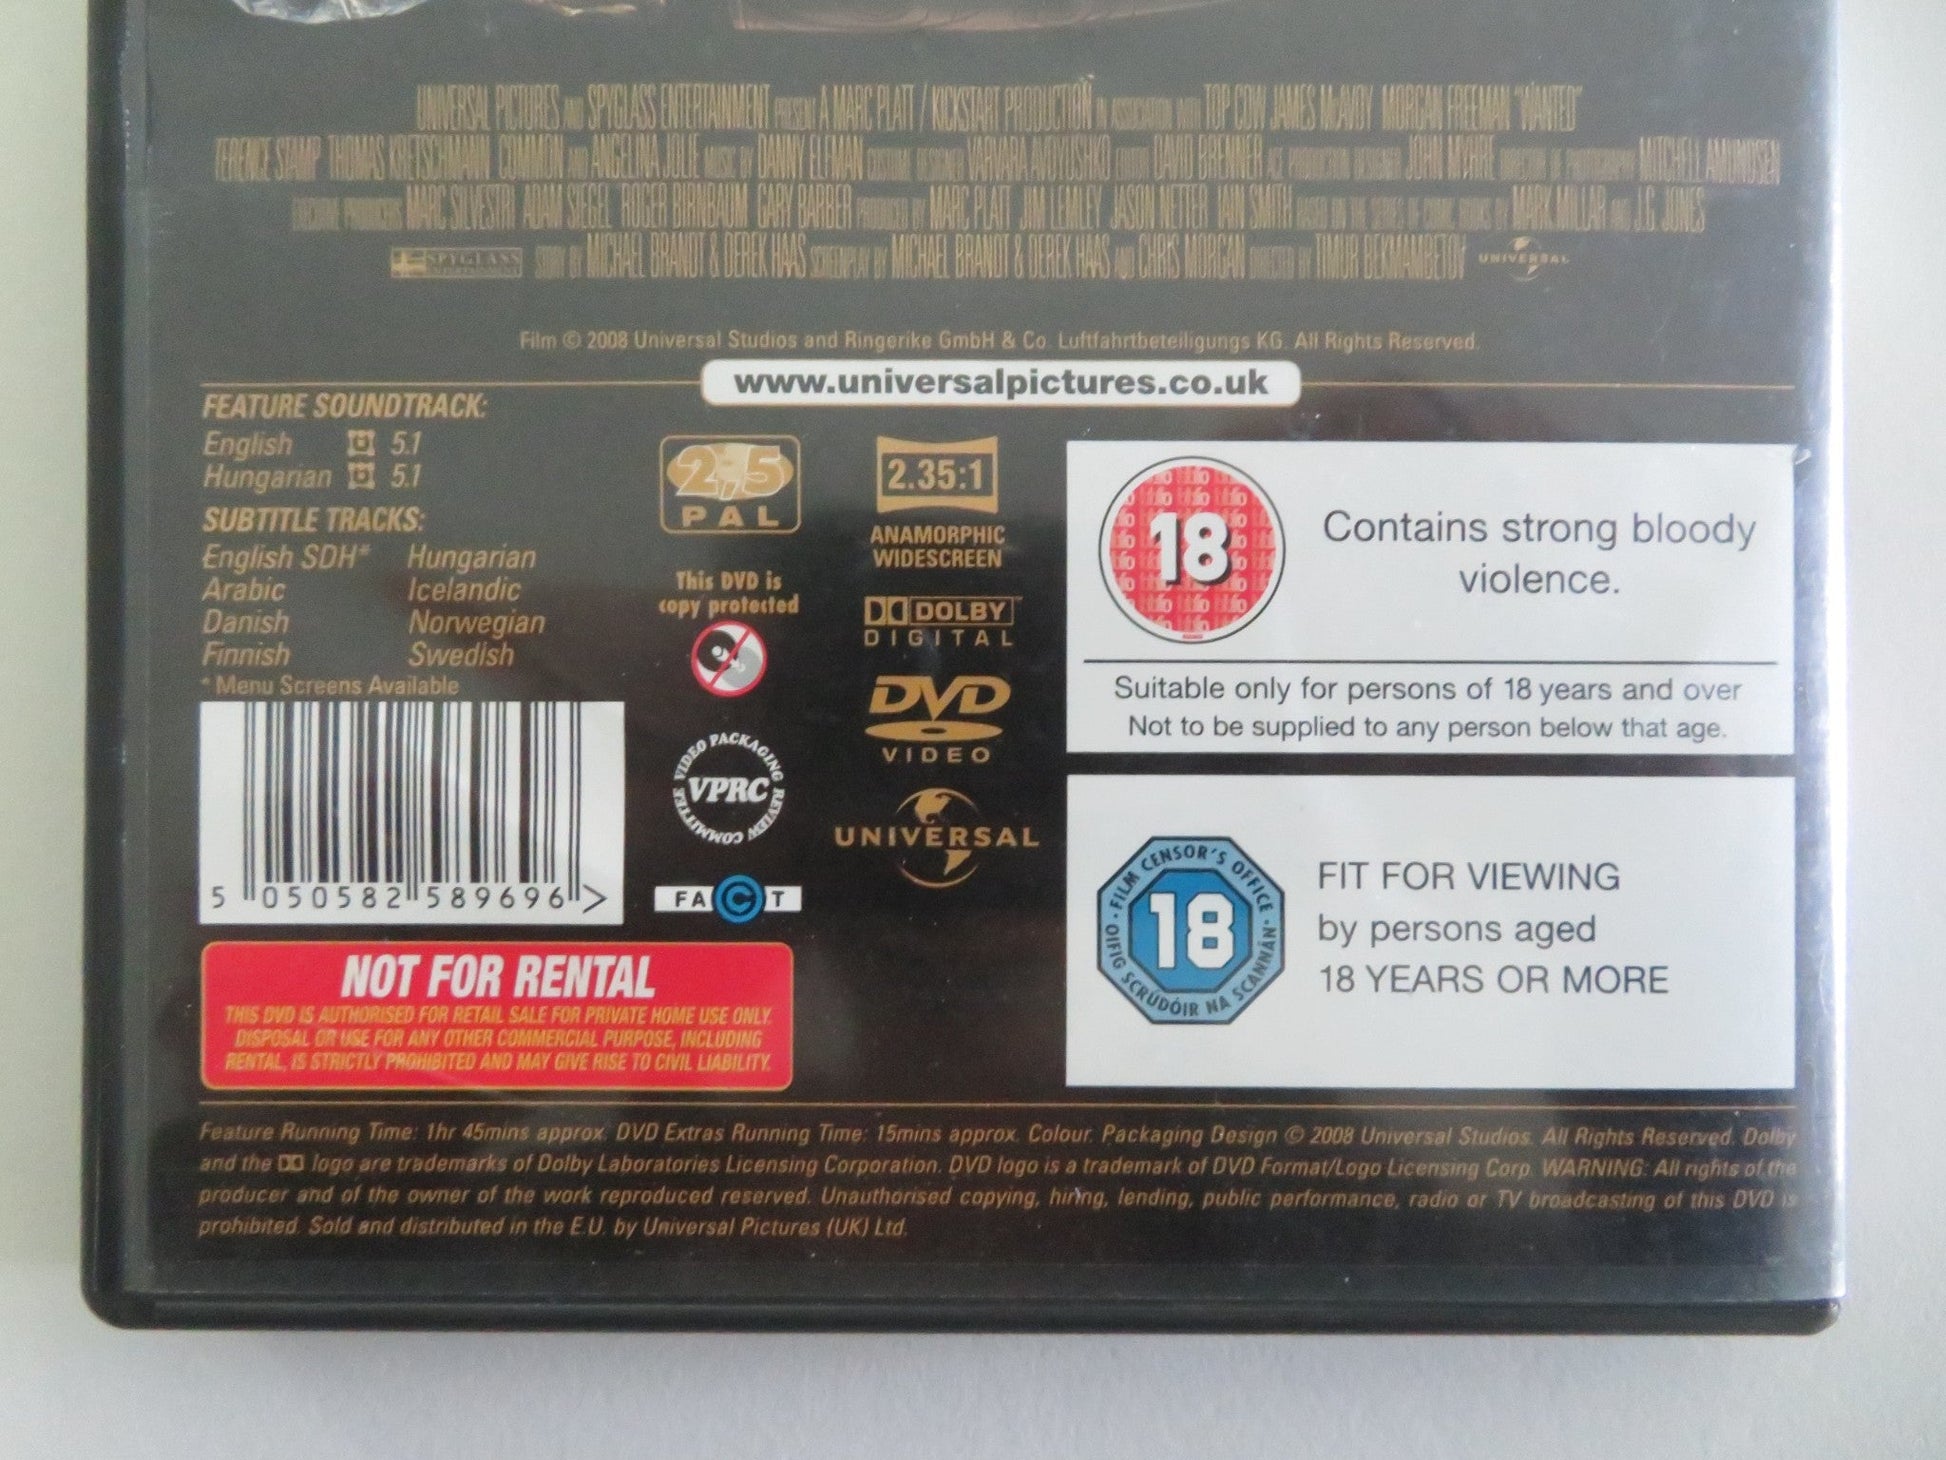 UNIVERSAL PICTURES AND SPYGLASS ENTERTAINMENT PRESENT A MARC PLATT / KICKSTART PRODUCTION IN ASSOCIATION WITH TOP COW JAMES McAVOY MORGAN FREEMAN "WANTED"
TERENCE STAMP THOMAS KRETSCHMANN COMMON AND ANGELINA JOLIE MUSIC BY DANNY ELFMAN COSTUME DESIGNER VARVARA AVDYUSHKO EDITOR DAVID BRENNER ACE PRODUCTION DESIGNER JOHN MYHRE DIRECTOR OF PHOTOGRAPHY MITCHELL AMUNDSEN
EXECUTIVE PRODUCERS MARC SILVESTRI ADAM SIEGEL ROGER BIRNBAUM GARY BARBER PRODUCED BY MARC PLATT JIM LEMLEY JASON NETTER IAIN SMITH BASED ON THE SERIES OF COMIC BOOKS BY MARK MILLAR AND J.G. JONES
SPYGLASS ENTERTAINMENT STORY BY MICHAEL BRANDT & DEREK HAAS SCREENPLAY BY MICHAEL BRANDT & DEREK HAAS AND CHRIS MORGAN DIRECTED BY TIMUR BEKMAMBETOV UNIVERSAL
Film © 2008 Universal Studios and Ringerike GmbH & Co. Luftfahrtbeteiligungs KG. All Rights Reserved.
www.universalpictures.co.uk
FEATURE SOUNDTRACK:
English 5.1
Hungarian 5.1
SUBTITLE TRACKS:
English SDH* Hungarian
Arabic Icelandic
Danish Norwegian
Finnish Swedish
* Menu Screens Available
5 050582 589696 >
2,5
PAL
This DVD is
copy protected
VIDEO PACKAGING REVIEW COMMITTEE
VPRC
FACT
2.35:1
ANAMORPHIC
WIDESCREEN
DOLBY
DIGITAL
DVD
VIDEO
UNIVERSAL
18
Contains strong bloody
violence.
Suitable only for persons of 18 years and over
Not to be supplied to any person below that age.
· FILM CENSOR'S OFFICE · OIFIG SCRÚDÓIR NA SCANNÁN
18
FIT FOR VIEWING
by persons aged
18 YEARS OR MORE
NOT FOR RENTAL
THIS DVD IS AUTHORISED FOR RETAIL SALE FOR PRIVATE HOME USE ONLY.
DISPOSAL OR USE FOR ANY OTHER COMMERCIAL PURPOSE, INCLUDING
RENTAL, IS STRICTLY PROHIBITED AND MAY GIVE RISE TO CIVIL LIABILITY.
Feature Running Time: 1hr 45mins approx. DVD Extras Running Time: 15mins approx. Colour. Packaging Design © 2008 Universal Studios. All Rights Reserved. Dolby
and the logo are trademarks of Dolby Laboratories Licensing Corporation. DVD logo is a trademark of DVD Format/Logo Licensing Corp. WARNING: All rights of the
producer and of the owner of the work reproduced reserved. Unauthorised copying, hiring, lending, public performance, radio or TV broadcasting of this DVD is
prohibited. Sold and distributed in the E.U. by Universal Pictures (UK) Ltd.